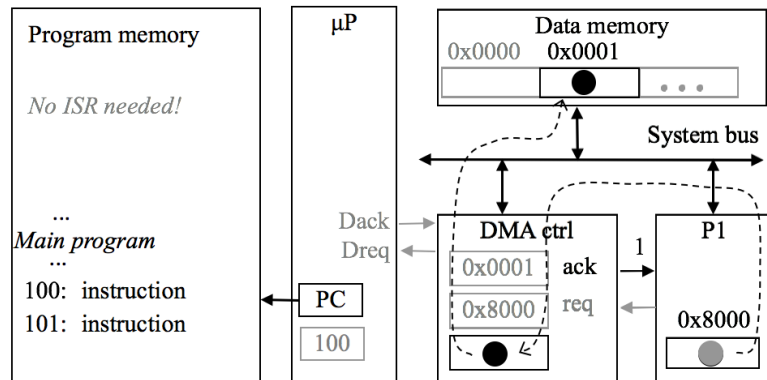 Program memory
No ISR needed!
...
Main program
...
100: instruction
101: instruction
μP
Dack
Dreq
PC
100
Data memory
0x0000 0x0001
...
System bus
DMA ctrl
0x0001 ack
0x8000 req
1
P1
0x8000